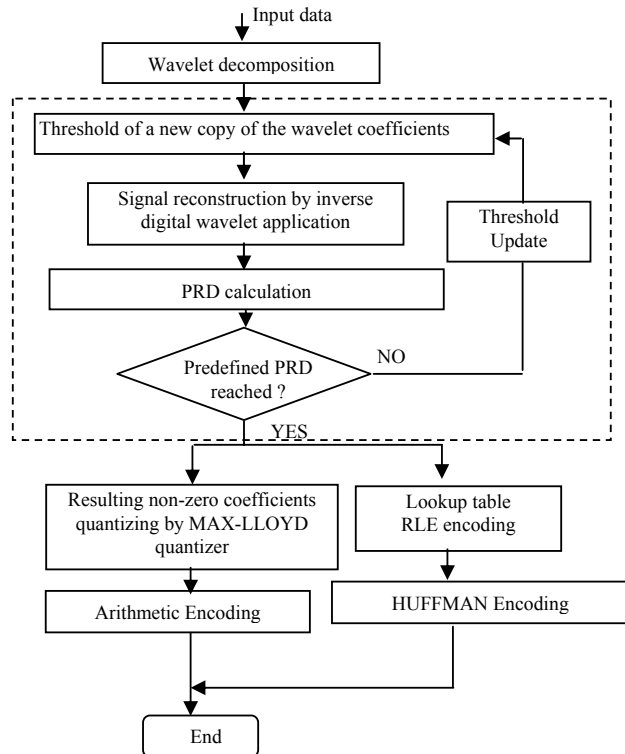 Input data
Wavelet decomposition
Threshold of a new copy of the wavelet coefficients
Signal reconstruction by inverse
digital wavelet application
Threshold
Update
PRD calculation
Predefined PRD
reached ?
NO
YES
Resulting non-zero coefficients
quantizing by MAX-LLOYD
quantizer
Lookup table
RLE encoding
Arithmetic Encoding
HUFFMAN Encoding
End